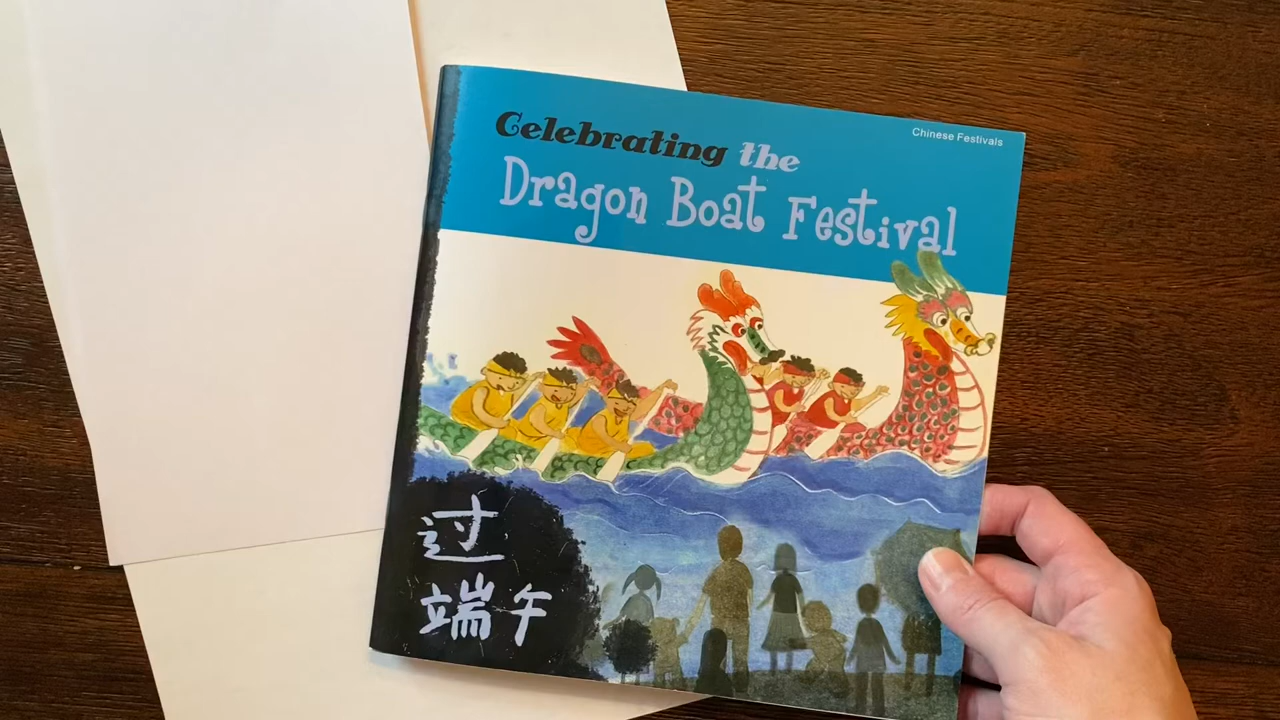 Chinese Festivals
Celebrating the
Dragon Boat Festival
过
端午